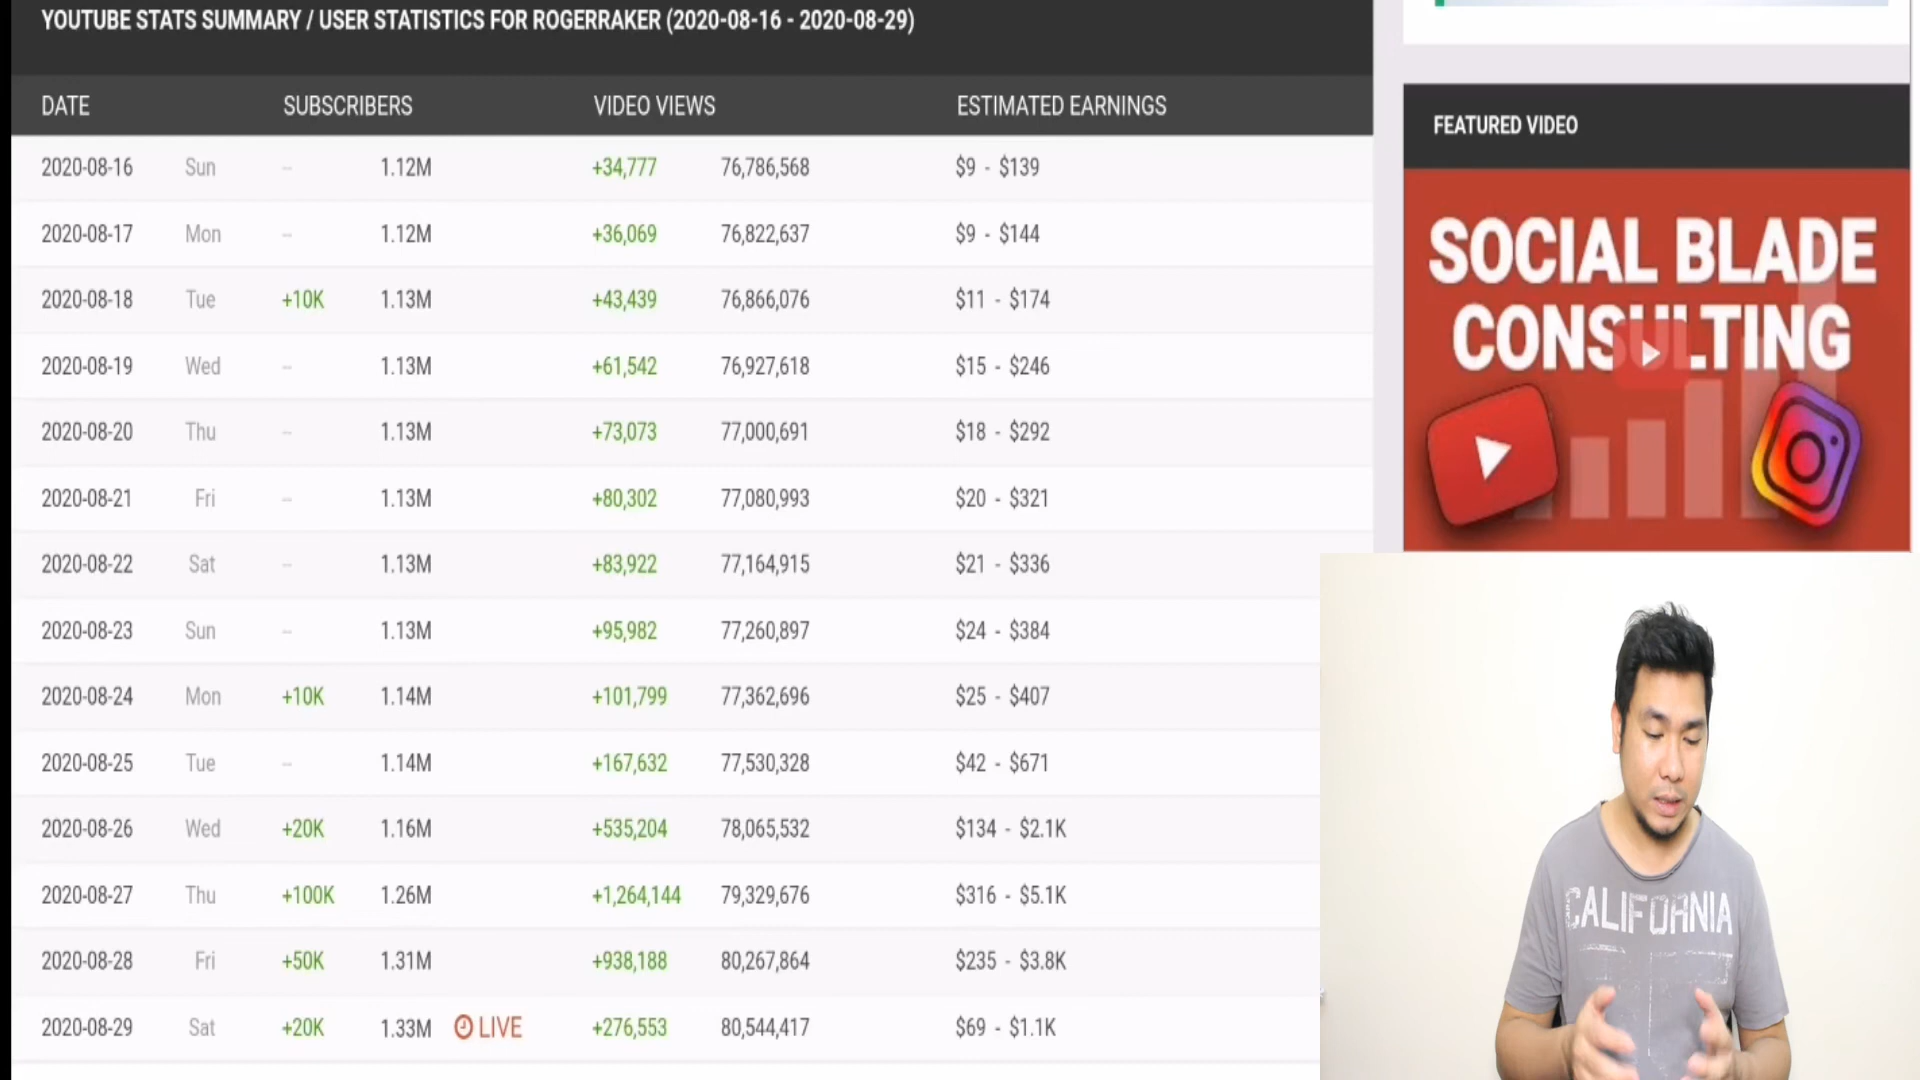 YOUTUBE STATS SUMMARY / USER STATISTICS FOR ROGERRAKER (2020-08-16 - 2020-08-29)
DATE SUBSCRIBERS VIDEO VIEWS ESTIMATED EARNINGS
2020-08-16 Sun -- 1.12M +34,777 76,786,568 $9 - $139
2020-08-17 Mon -- 1.12M +36,069 76,822,637 $9 - $144
2020-08-18 Tue +10K 1.13M +43,439 76,866,076 $11 - $174
2020-08-19 Wed -- 1.13M +61,542 76,927,618 $15 - $246
2020-08-20 Thu -- 1.13M +73,073 77,000,691 $18 - $292
2020-08-21 Fri -- 1.13M +80,302 77,080,993 $20 - $321
2020-08-22 Sat -- 1.13M +83,922 77,164,915 $21 - $336
2020-08-23 Sun -- 1.13M +95,982 77,260,897 $24 - $384
2020-08-24 Mon +10K 1.14M +101,799 77,362,696 $25 - $407
2020-08-25 Tue -- 1.14M +167,632 77,530,328 $42 - $671
2020-08-26 Wed +20K 1.16M +535,204 78,065,532 $134 - $2.1K
2020-08-27 Thu +100K 1.26M +1,264,144 79,329,676 $316 - $5.1K
2020-08-28 Fri +50K 1.31M +938,188 80,267,864 $235 - $3.8K
2020-08-29 Sat +20K 1.33M LIVE +276,553 80,544,417 $69 - $1.1K
FEATURED VIDEO
SOCIAL BLADE
CONSULTING
CALIFORNIA